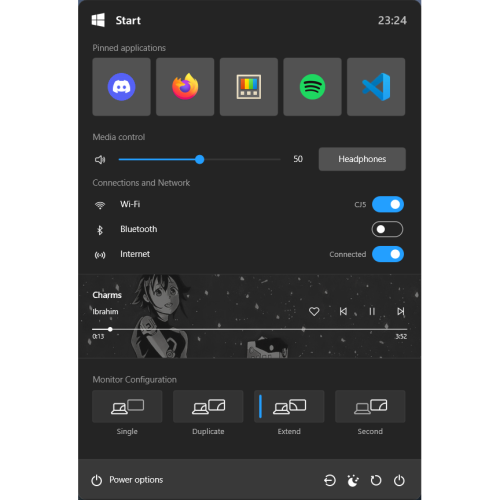 Start 23:24
Pinned applications
Media control
50 Headphones
Connections and Network
Wi-Fi CJ5
Bluetooth
Internet Connected
Charms
Ibrahim
0:13 3:52
Monitor Configuration
Single Duplicate Extend Second
Power options